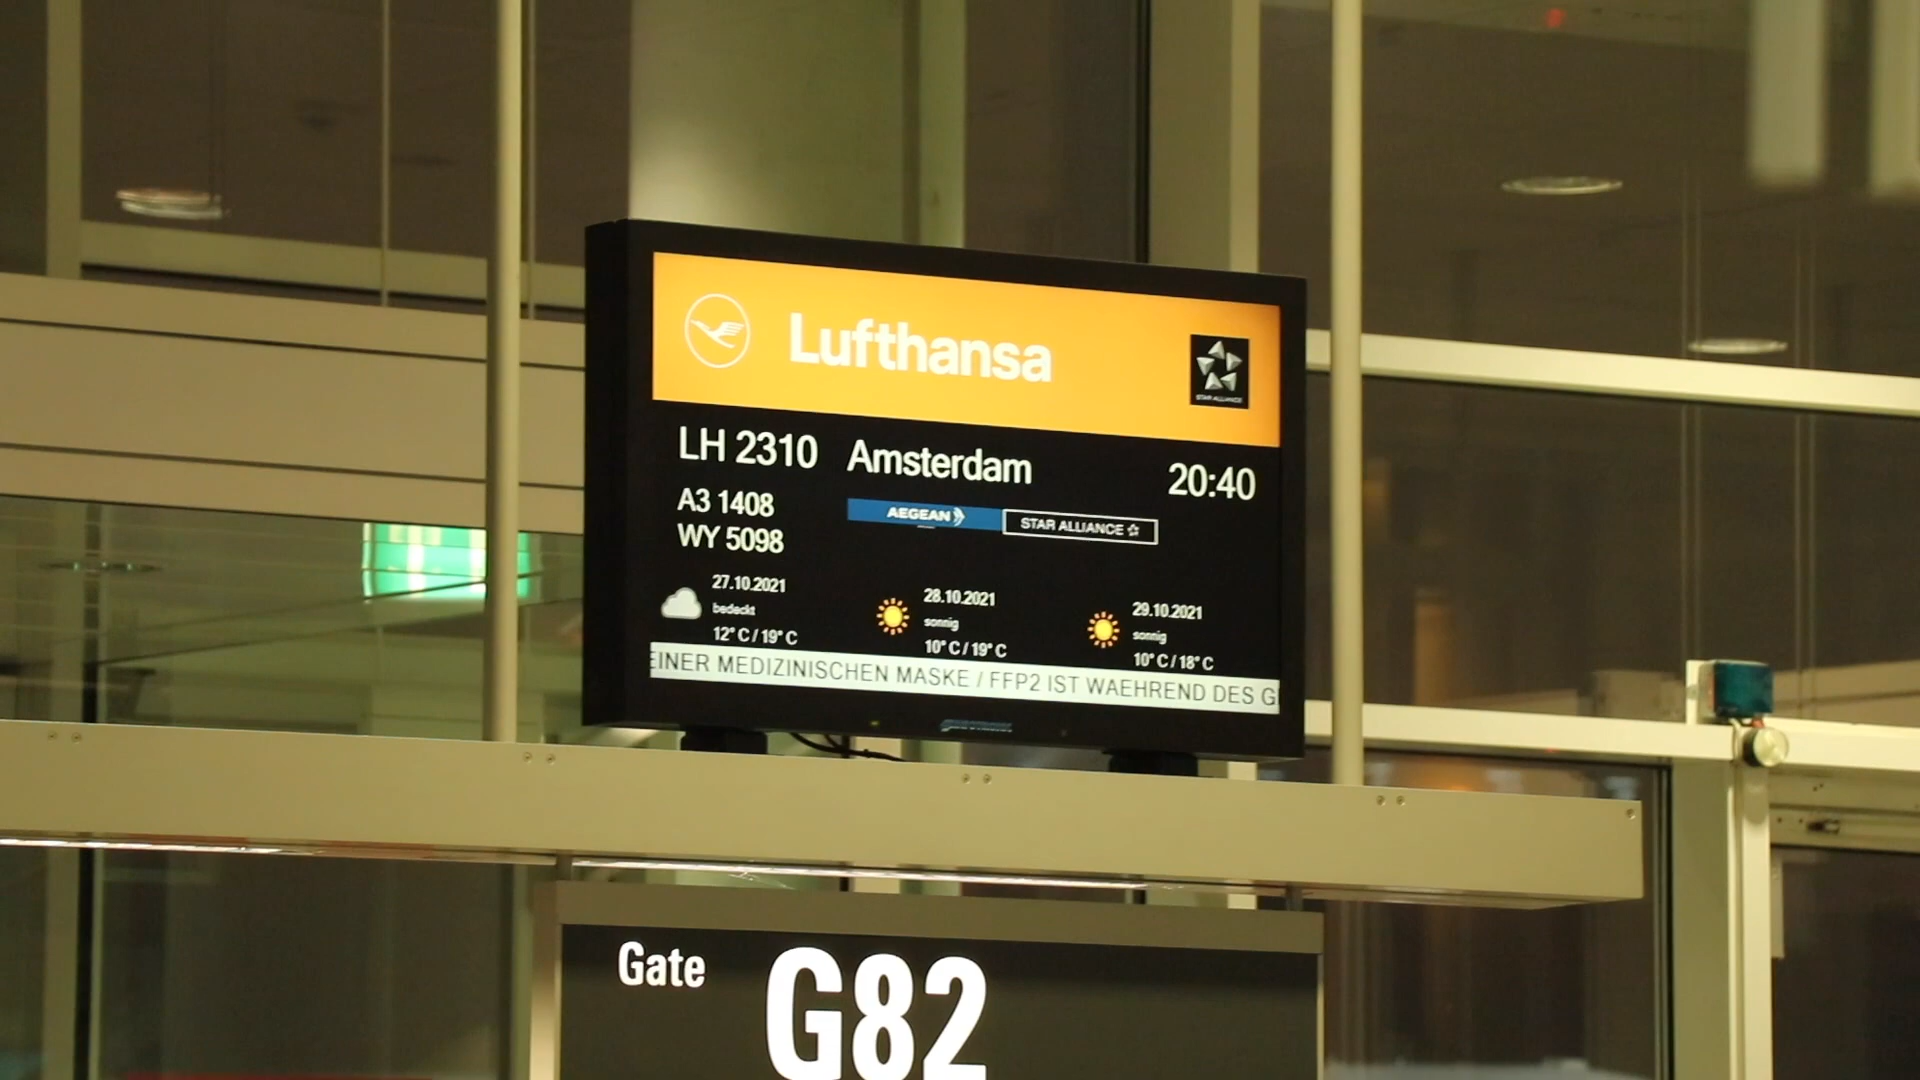 Lufthansa
STAR ALLIANCE
LH 2310 Amsterdam 20:40
A3 1408 AEGEAN STAR ALLIANCE
WY 5098
27.10.2021 28.10.2021 29.10.2021
bedeckt sonnig sonnig
12° C / 19° C 10° C / 19° C 10° C / 18° C
EINER MEDIZINISCHEN MASKE / FFP2 IST WAEHREND DES G
Gate G82